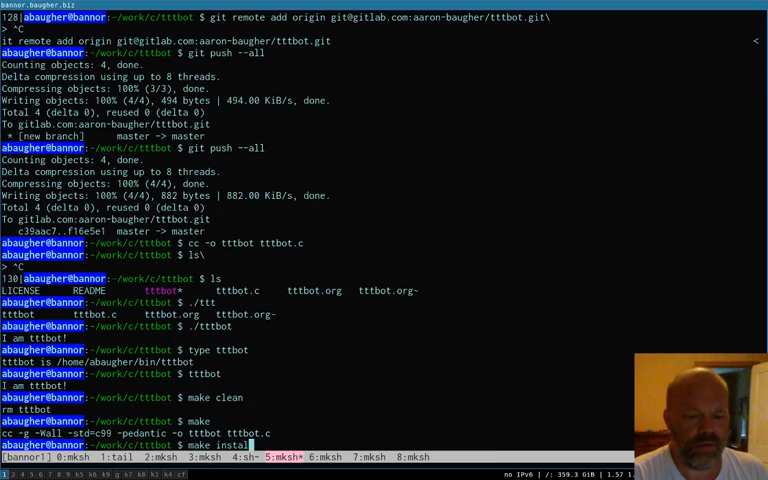 bannor.baugher.biz
128|abaugher@bannor:~/work/c/tttbot $ git remote add origin git@gitlab.com:aaron-baugher/tttbot.git\
> ^C
it remote add origin git@gitlab.com:aaron-baugher/tttbot.git <
abaugher@bannor:~/work/c/tttbot $ git push --all
Counting objects: 4, done.
Delta compression using up to 8 threads.
Compressing objects: 100% (3/3), done.
Writing objects: 100% (4/4), 494 bytes | 494.00 KiB/s, done.
Total 4 (delta 0), reused 0 (delta 0)
To gitlab.com:aaron-baugher/tttbot.git
* [new branch] master -> master
abaugher@bannor:~/work/c/tttbot $ git push --all
Counting objects: 4, done.
Delta compression using up to 8 threads.
Compressing objects: 100% (4/4), done.
Writing objects: 100% (4/4), 882 bytes | 882.00 KiB/s, done.
Total 4 (delta 0), reused 0 (delta 0)
To gitlab.com:aaron-baugher/tttbot.git
c39aac7..f16e5e1 master -> master
abaugher@bannor:~/work/c/tttbot $ cc -o tttbot tttbot.c
abaugher@bannor:~/work/c/tttbot $ ls\
> ^C
130|abaugher@bannor:~/work/c/tttbot $ ls
LICENSE README tttbot* tttbot.c tttbot.org tttbot.org~
abaugher@bannor:~/work/c/tttbot $ ./ttt
tttbot tttbot.c tttbot.org tttbot.org~
abaugher@bannor:~/work/c/tttbot $ ./tttbot
I am tttbot!
abaugher@bannor:~/work/c/tttbot $ type tttbot
tttbot is /home/abaugher/bin/tttbot
abaugher@bannor:~/work/c/tttbot $ tttbot
I am tttbot!
abaugher@bannor:~/work/c/tttbot $ make clean
rm tttbot
abaugher@bannor:~/work/c/tttbot $ make
cc -g -Wall -std=c99 -pedantic -o tttbot tttbot.c
abaugher@bannor:~/work/c/tttbot $ make instal
[bannor1] 0:mksh 1:tail 2:mksh 3:mksh 4:sh- 5:mksh* 6:mksh 7:mksh 8:mksh
1 2 4 5 6 7 8 9 k5 k6 k9 g k7 k8 k1 k4 cf no IPv6 | /: 359.3 GiB | 1.57 1.